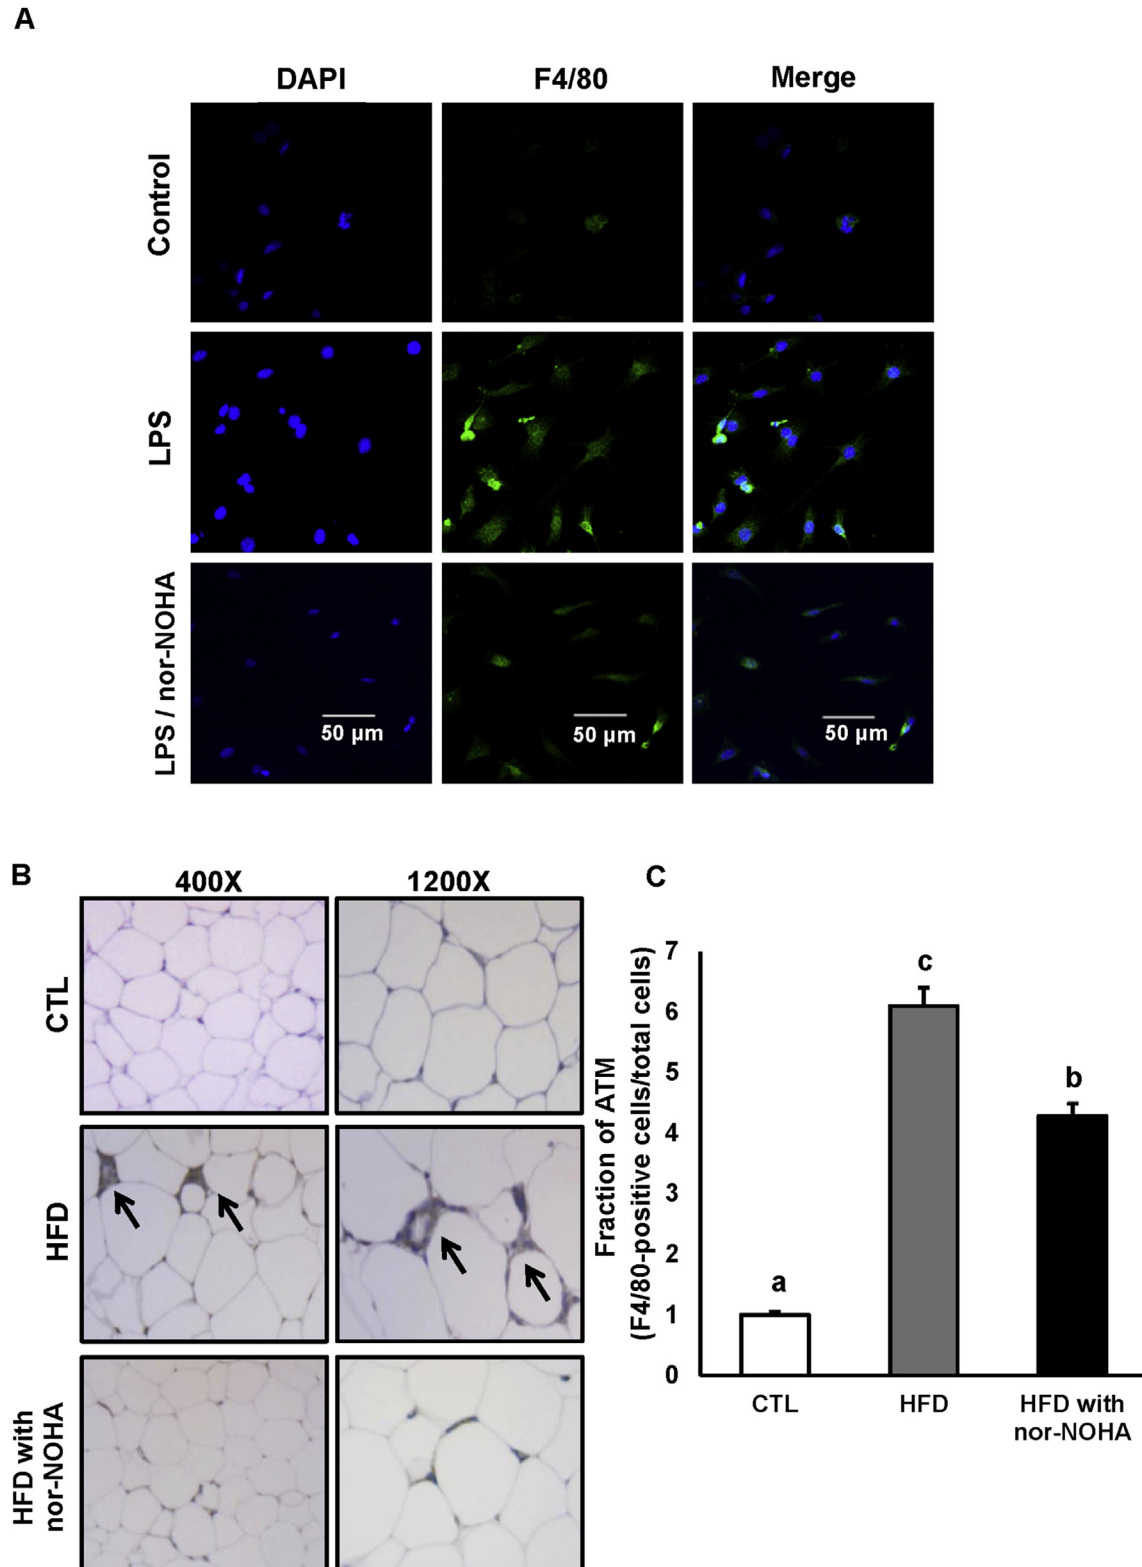 A
DAPI
F4/80
Merge
Control
LPS
LPS / nor-NOHA
50 µm
50 µm
50 µm
B
400X
1200X
CTL
HFD
HFD with
nor-NOHA
C
Fraction of ATM
(F4/80-positive cells/total cells)
7
6
5
4
3
2
1
0
a
c
b
CTL
HFD
HFD with
nor-NOHA